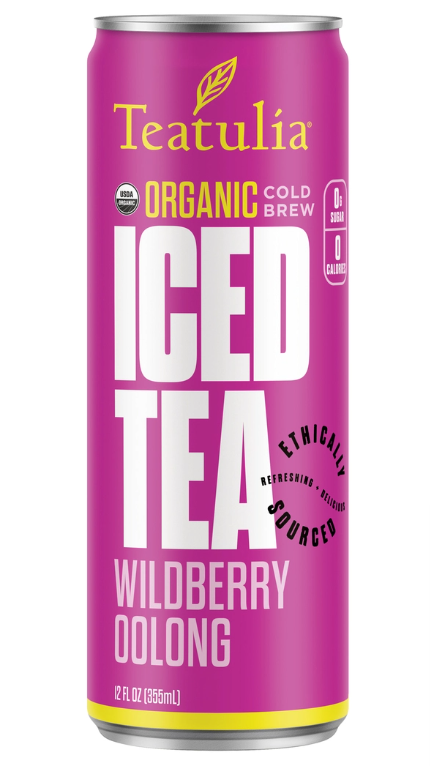 Teatulia®
USDA
ORGANIC
ORGANIC
COLD
BREW
0g
SUGAR
0
CALORIES
ICED
TEA
ETHICALLY
REFRESHING • DELICIOUS
SOURCED
WILDBERRY
OOLONG
12 FL OZ (355mL)